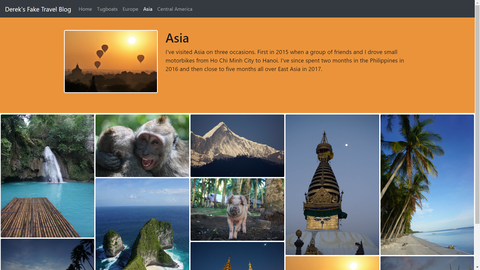 Derek's Fake Travel Blog Home Tugboats Europe Asia Central America
Asia
I've visited Asia on three occasions. First in 2015 when a group of friends and I drove small
motorbikes from Ho Chi Minh City to Hanoi. I've since spent two months in the Philippines in
2016 and then close to five months all over East Asia in 2017.